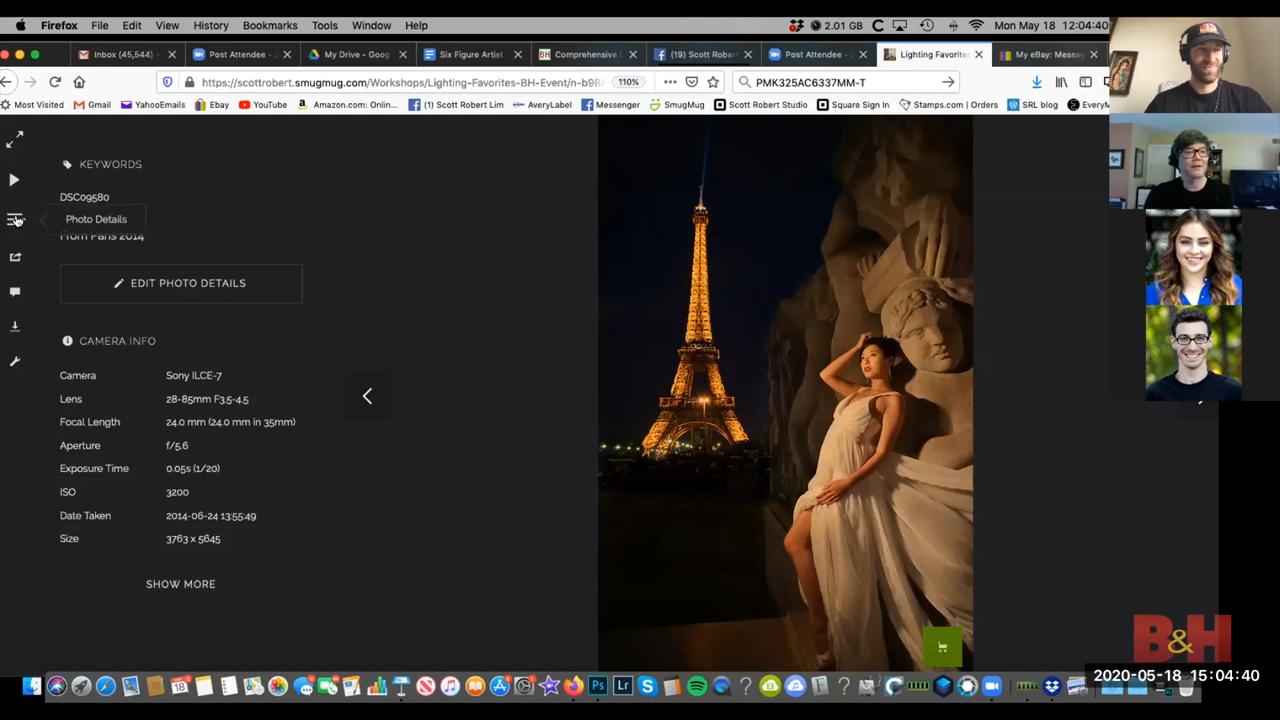 Firefox File Edit View History Bookmarks Tools Window Help 2.01 GB Mon May 18 12:04:40
Inbox (45,544) - Post Attendee - Z My Drive - Goog Six Figure Artist Comprehensive (19) Scott Robert Post Attendee - Z Lighting Favorites My eBay: Messag
https://scottrobert.smugmug.com/Workshops/Lighting-Favorites-BH-Event/n-b9B 110% PMK325AC6337MM-T
Most Visited Gmail YahooEmails Ebay YouTube Amazon.com: Onlin... AveryLabel Scott Robert Lim Messenger SmugMug Scott Robert Studio Square Sign In Stamps.com | Orders SRL blog EveryM
KEYWORDS
DSC09580
Photo Details
From Paris 2014
EDIT PHOTO DETAILS
CAMERA INFO
Camera Sony ILCE-7
Lens 28-85mm F3.5-4.5
Focal Length 24.0 mm (24.0 mm in 35mm)
Aperture f/5.6
Exposure Time 0.05s (1/20)
ISO 3200
Date Taken 2014-06-24 13:55:49
Size 3763 x 5645
SHOW MORE
B&H
2020-05-18 15:04:40
18
Ps Lr